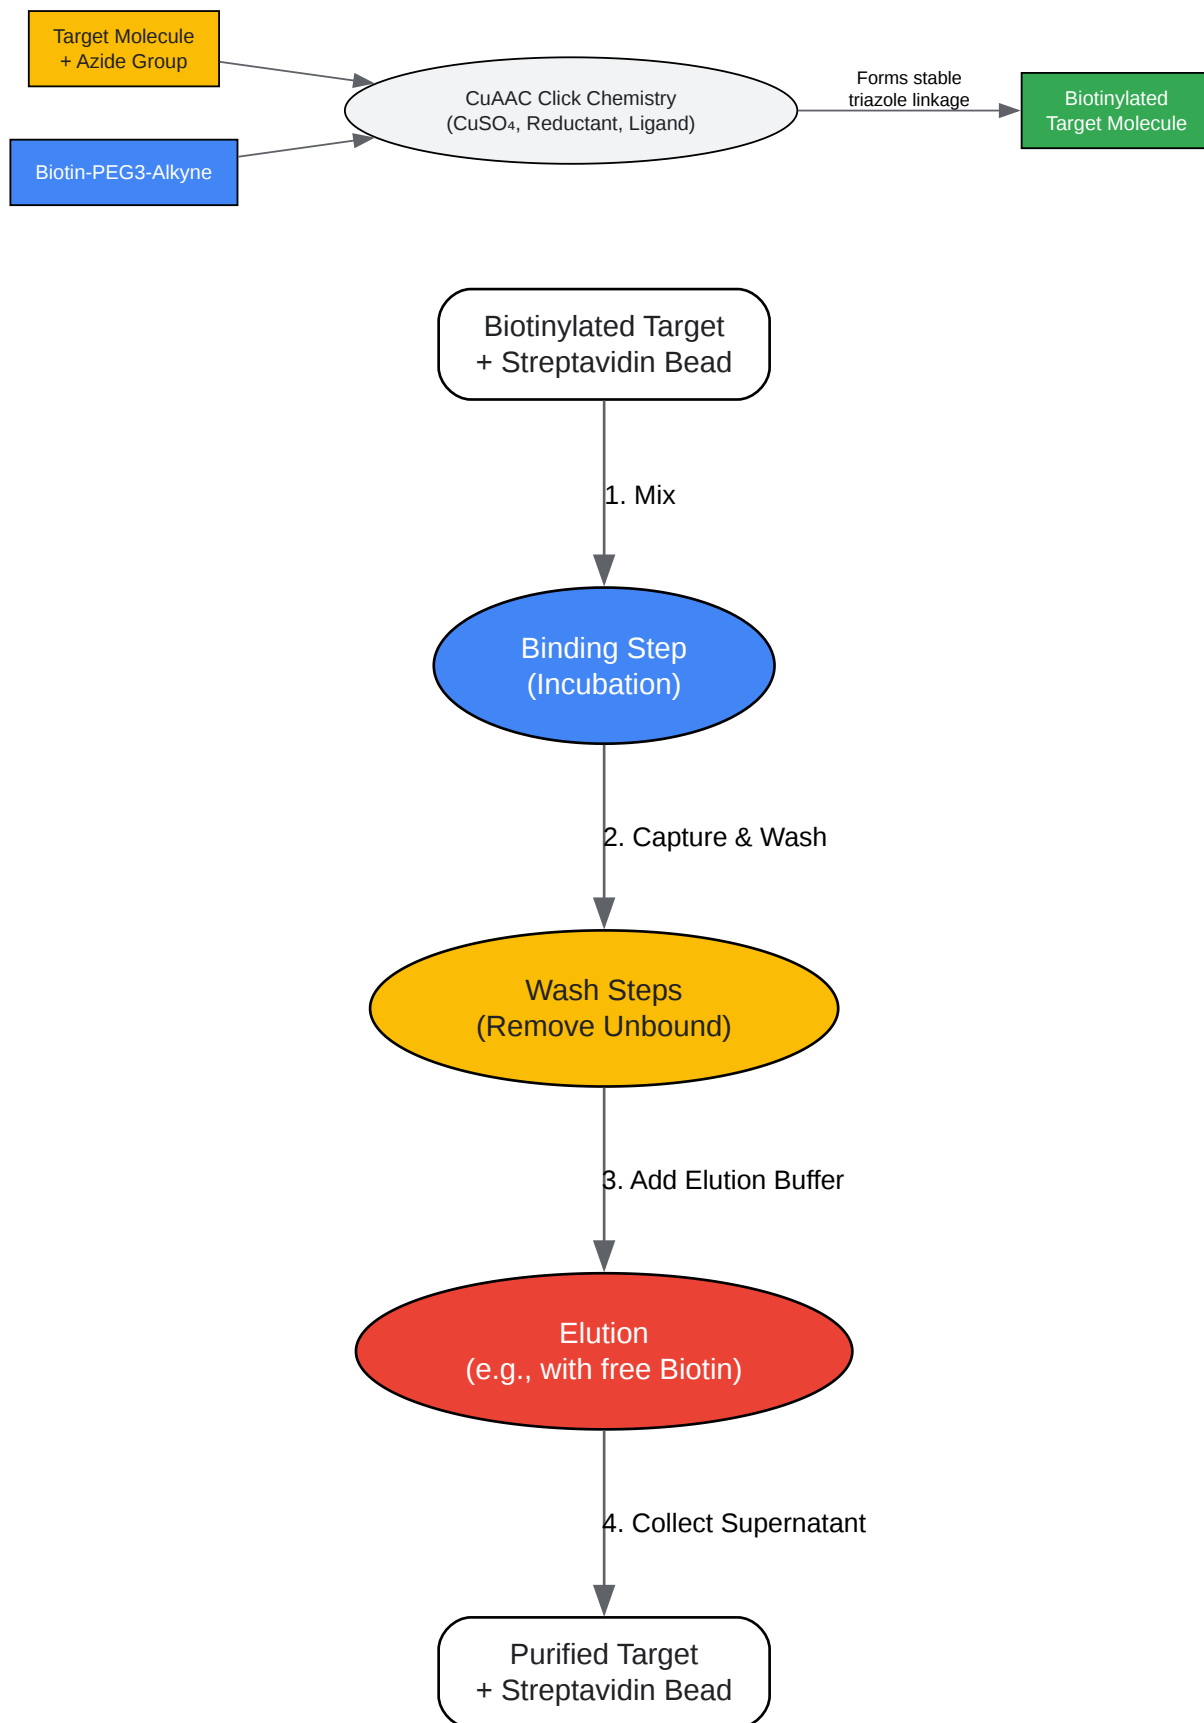 Target Molecule
+ Azide Group
Biotin-PEG3-Alkyne
CuAAC Click Chemistry
(CuSO₄, Reductant, Ligand)
Forms stable
triazole linkage
Biotinylated
Target Molecule
Biotinylated Target
+ Streptavidin Bead
1. Mix
Binding Step
(Incubation)
2. Capture & Wash
Wash Steps
(Remove Unbound)
3. Add Elution Buffer
Elution
(e.g., with free Biotin)
4. Collect Supernatant
Purified Target
+ Streptavidin Bead